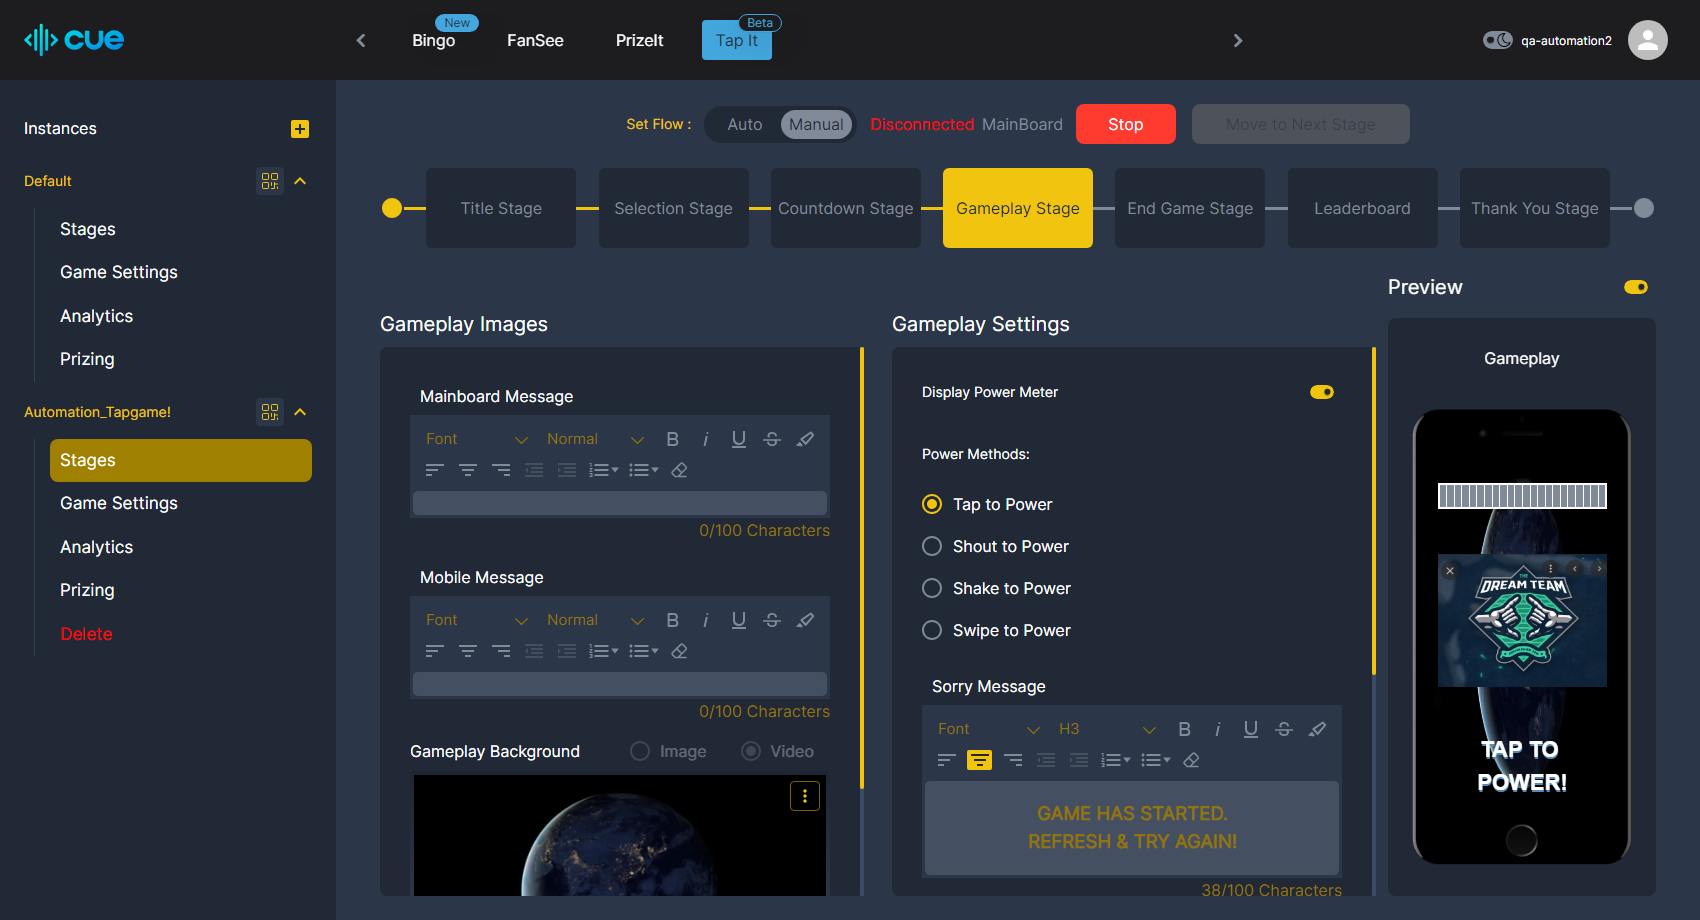 cue
New
Bingo
FanSee
PrizeIt
Beta
Tap It
qa-automation2
Instances
Default
Stages
Game Settings
Analytics
Prizing
Automation_Tapgame!
Stages
Game Settings
Analytics
Prizing
Delete
Set Flow :
Auto
Manual
Disconnected MainBoard
Stop
Move to Next Stage
Title Stage
Selection Stage
Countdown Stage
Gameplay Stage
End Game Stage
Leaderboard
Thank You Stage
Gameplay Images
Mainboard Message
Font
Normal
B
i
U
S
0/100 Characters
Mobile Message
Font
Normal
B
i
U
S
0/100 Characters
Gameplay Background
Image
Video
Gameplay Settings
Display Power Meter
Power Methods:
Tap to Power
Shout to Power
Shake to Power
Swipe to Power
Sorry Message
Font
H3
B
i
U
S
GAME HAS STARTED.
REFRESH & TRY AGAIN!
38/100 Characters
Preview
Gameplay
THE
DREAM TEAM
TAP TO
POWER!